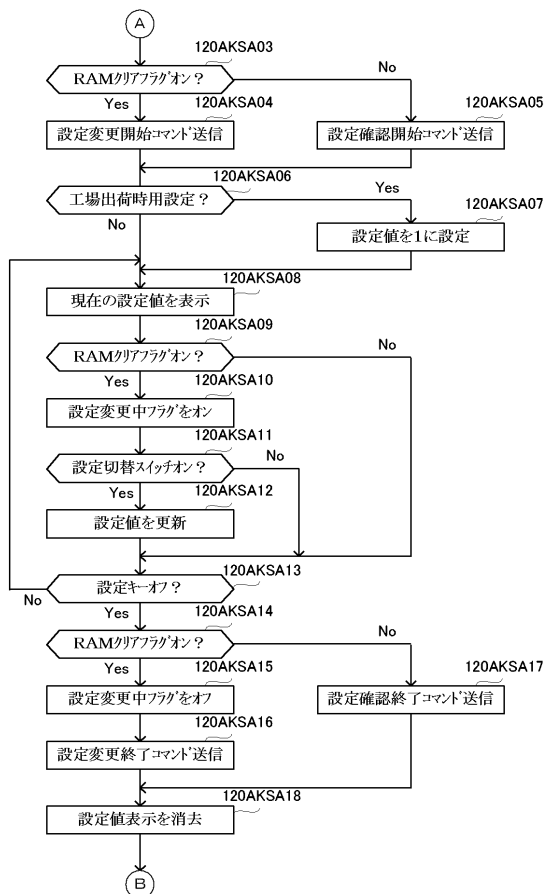 A
120AKSA03
RAMクリアフラグオン？
No
Yes
120AKSA04
120AKSA05
設定変更開始コマンド送信
設定確認開始コマンド送信
120AKSA06
工場出荷時用設定？
Yes
No
120AKSA07
設定値を1に設定
120AKSA08
現在の設定値を表示
120AKSA09
RAMクリアフラグオン？
No
Yes
120AKSA10
設定変更中フラグをオン
120AKSA11
設定切替スイッチオン？
No
Yes
120AKSA12
設定値を更新
120AKSA13
設定キーオフ？
No
Yes
120AKSA14
RAMクリアフラグオン？
No
Yes
120AKSA15
120AKSA17
設定変更中フラグをオフ
設定確認終了コマンド送信
120AKSA16
設定変更終了コマンド送信
120AKSA18
設定値表示を消去
B